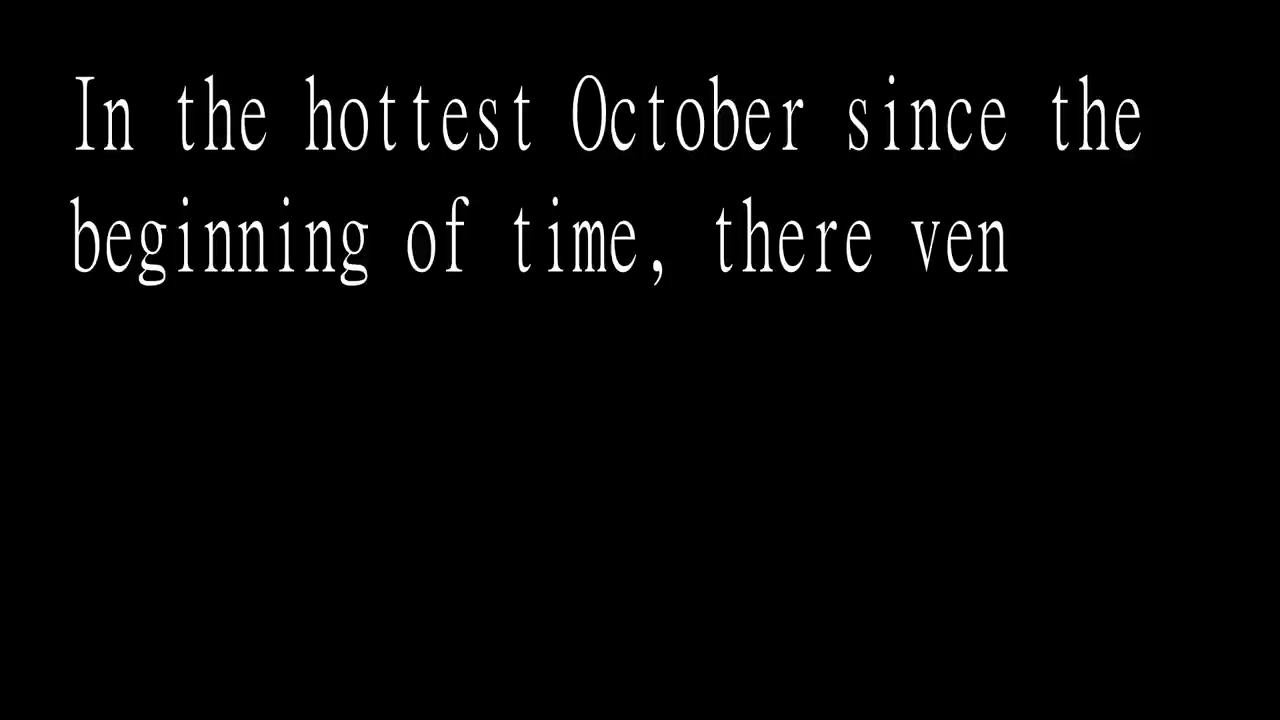 In the hottest October since the
beginning of time, there ven